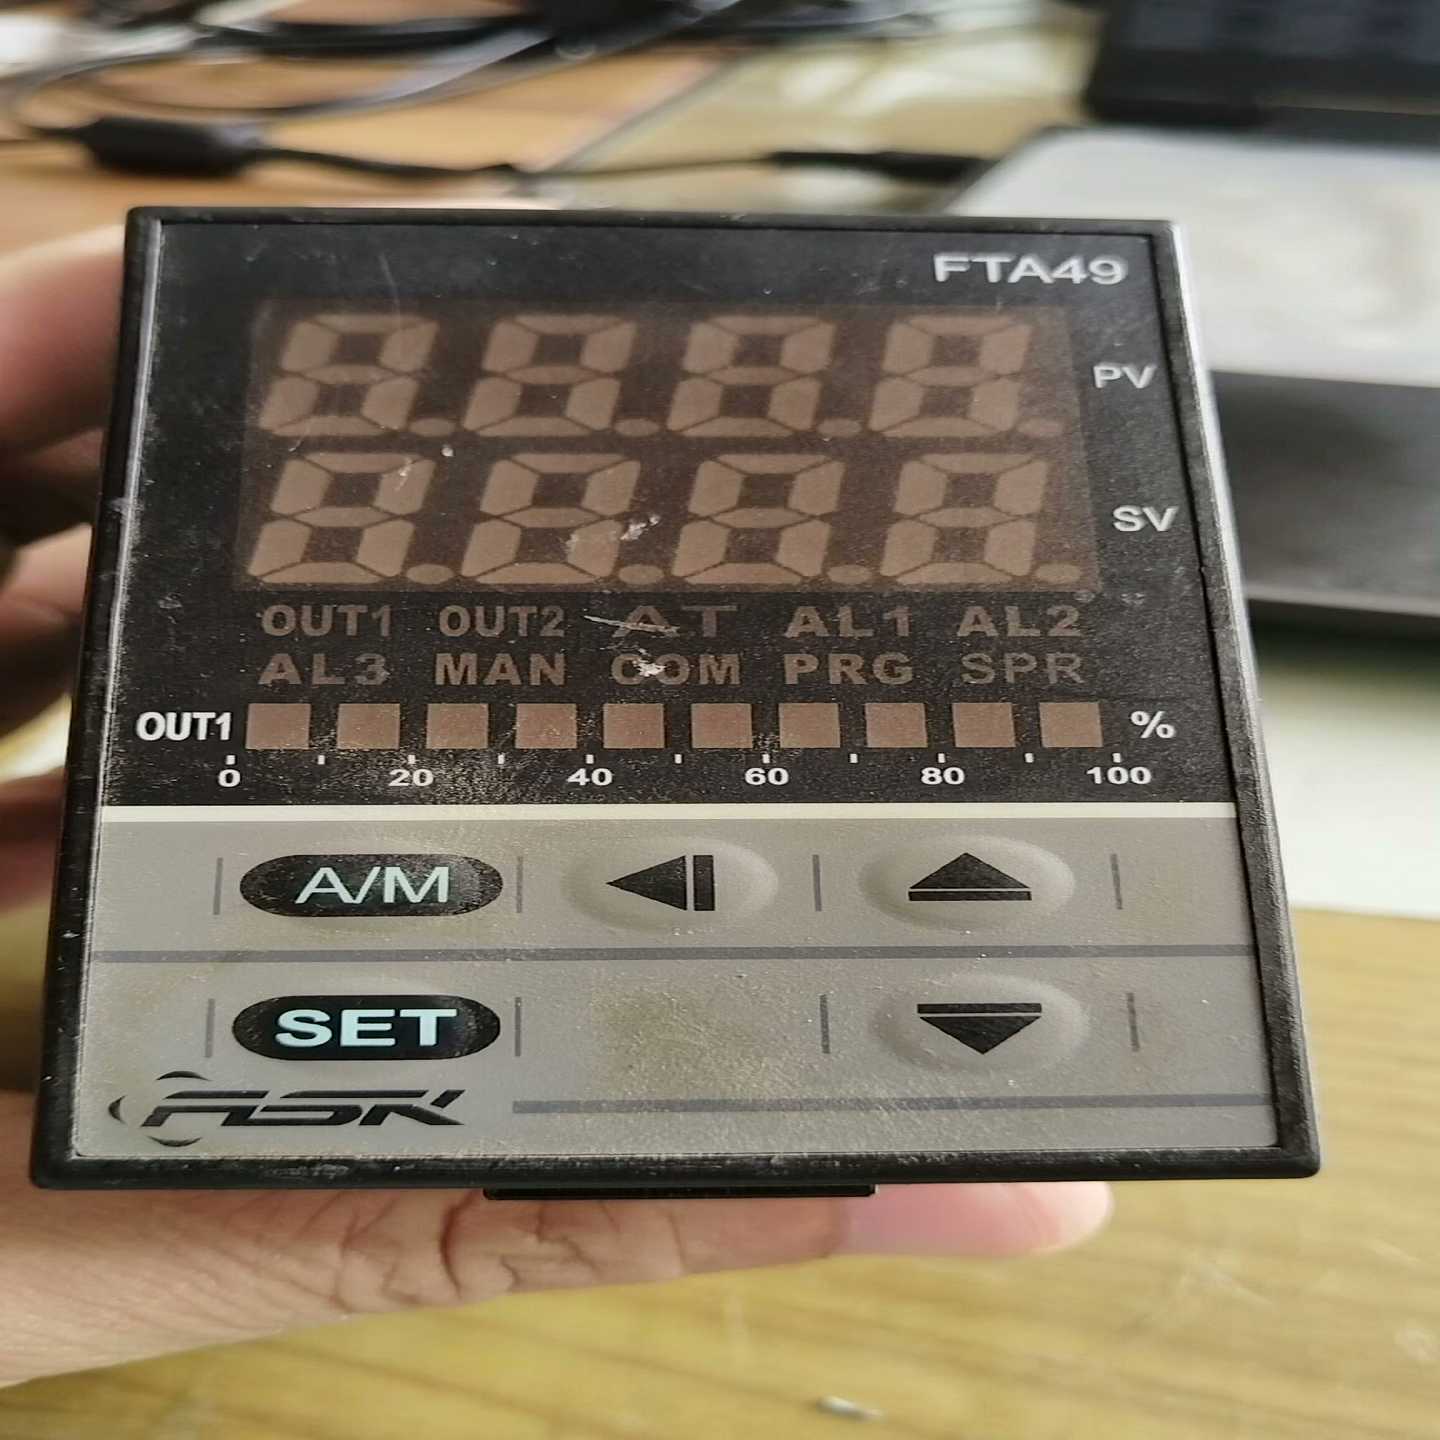 FTA49
PV
SV
OUT1 OUT2 AT AL1 AL2
AL3 MAN COM PRG SPR
OUT1 %
0 20 40 60 80 100
A/M
SET
ASK